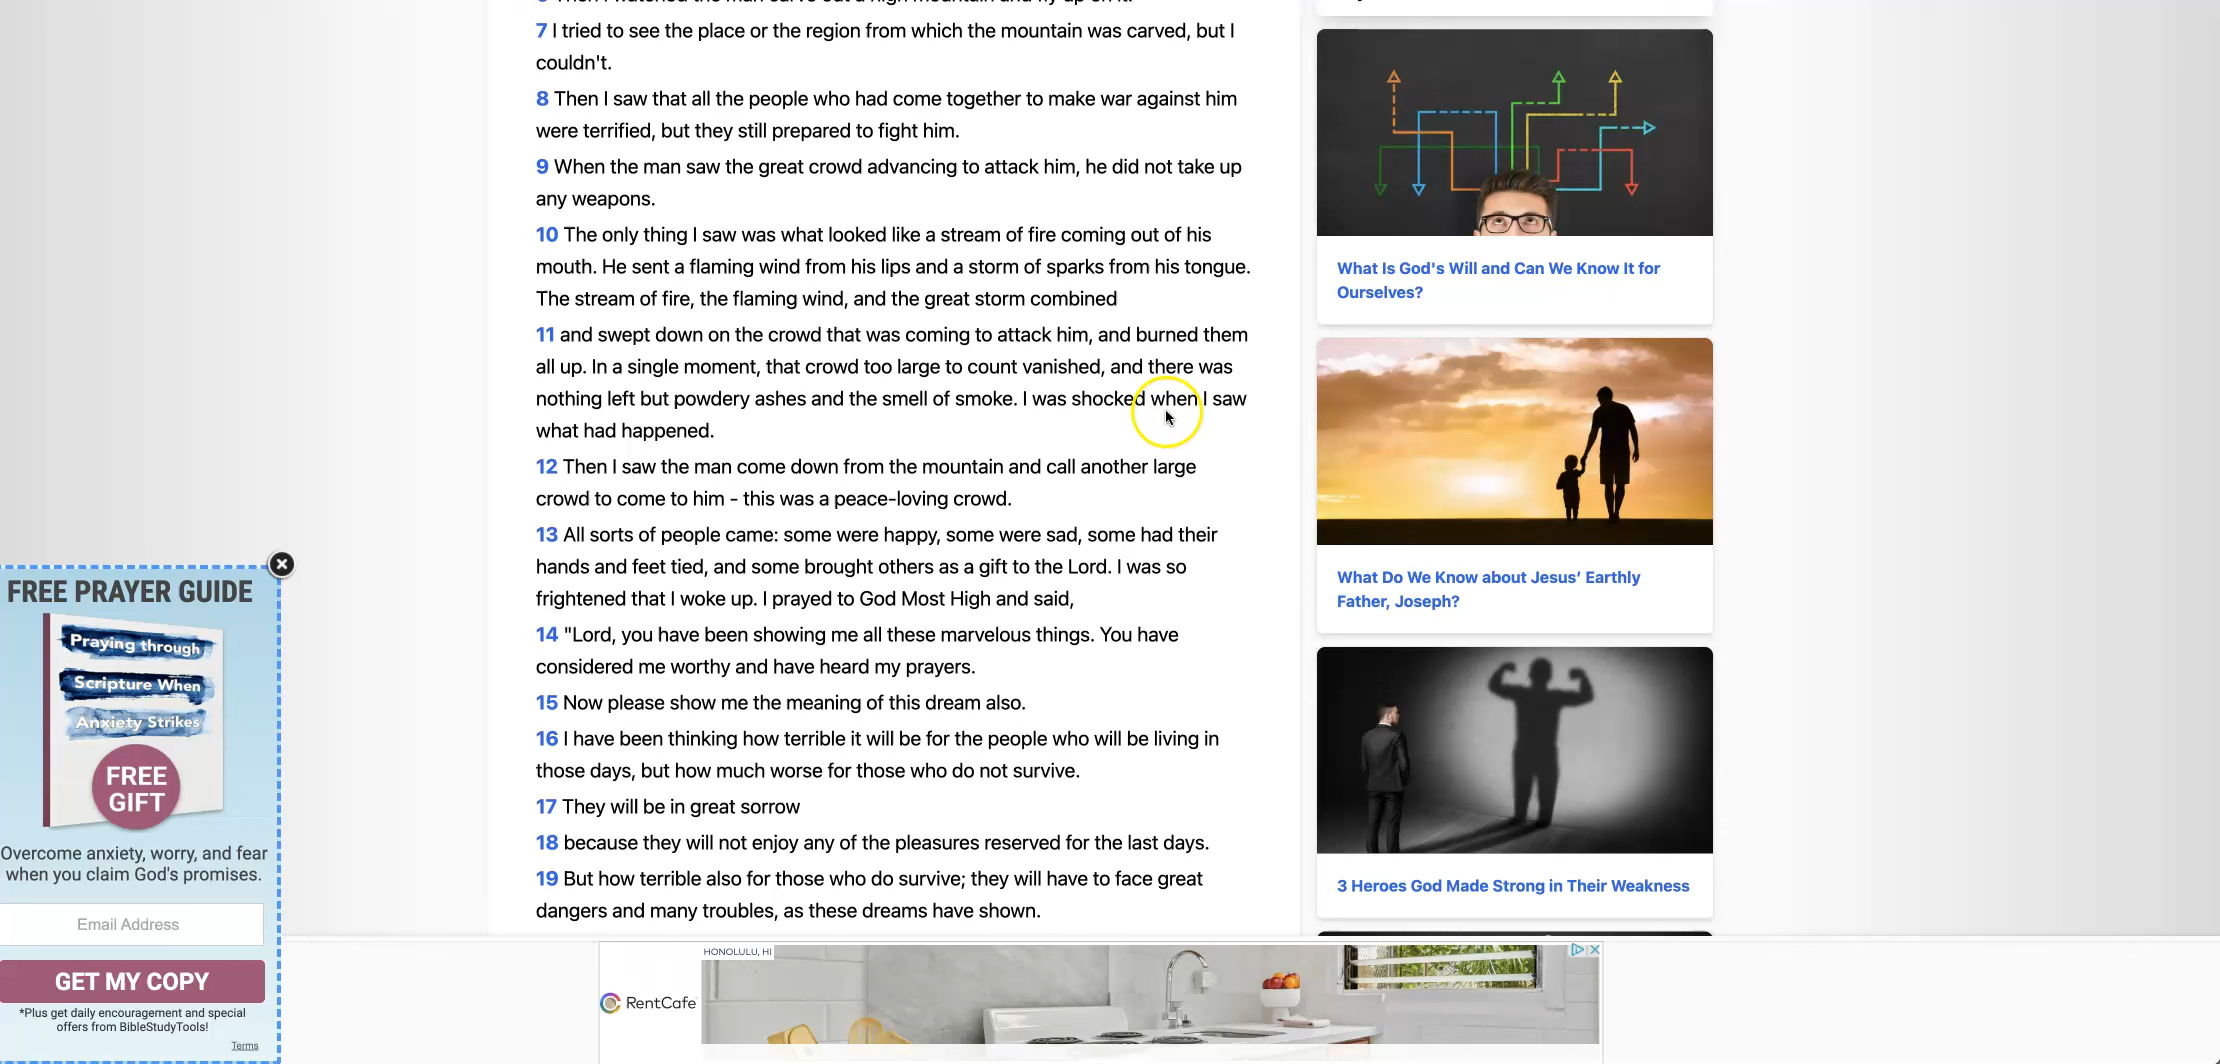 7 I tried to see the place or the region from which the mountain was carved, but I
couldn't.
8 Then I saw that all the people who had come together to make war against him
were terrified, but they still prepared to fight him.
9 When the man saw the great crowd advancing to attack him, he did not take up
any weapons.
10 The only thing I saw was what looked like a stream of fire coming out of his
mouth. He sent a flaming wind from his lips and a storm of sparks from his tongue.
The stream of fire, the flaming wind, and the great storm combined
11 and swept down on the crowd that was coming to attack him, and burned them
all up. In a single moment, that crowd too large to count vanished, and there was
nothing left but powdery ashes and the smell of smoke. I was shocked when I saw
what had happened.
12 Then I saw the man come down from the mountain and call another large
crowd to come to him - this was a peace-loving crowd.
13 All sorts of people came: some were happy, some were sad, some had their
hands and feet tied, and some brought others as a gift to the Lord. I was so
frightened that I woke up. I prayed to God Most High and said,
14 "Lord, you have been showing me all these marvelous things. You have
considered me worthy and have heard my prayers.
15 Now please show me the meaning of this dream also.
16 I have been thinking how terrible it will be for the people who will be living in
those days, but how much worse for those who do not survive.
17 They will be in great sorrow
18 because they will not enjoy any of the pleasures reserved for the last days.
19 But how terrible also for those who do survive; they will have to face great
dangers and many troubles, as these dreams have shown.
What Is God's Will and Can We Know It for
Ourselves?
What Do We Know about Jesus’ Earthly
Father, Joseph?
3 Heroes God Made Strong in Their Weakness
FREE PRAYER GUIDE
Praying through
Scripture When
Anxiety Strikes
FREE
GIFT
Overcome anxiety, worry, and fear
when you claim God's promises.
Email Address
GET MY COPY
*Plus get daily encouragement and special
offers from BibleStudyTools!
Terms
HONOLULU, HI
RentCafe